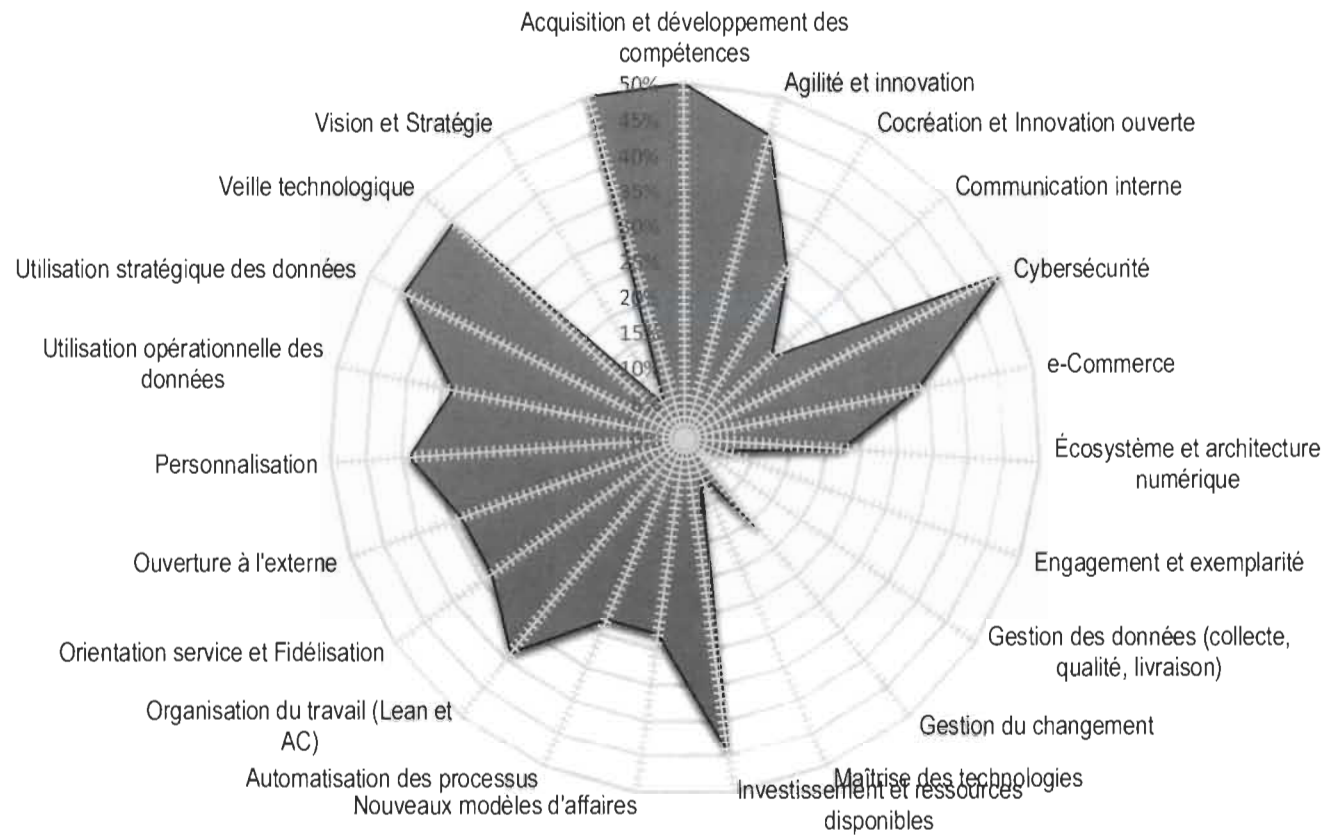 Acquisition et développement des
compétences
Agilité et innovation
Cocréation et Innovation ouverte
Communication interne
Cybersécurité
e-Commerce
Écosystème et architecture
numérique
Engagement et exemplarité
Gestion des données (collecte,
qualité, livraison)
Gestion du changement
Maîtrise des technologies
Investissement et ressources
disponibles
Nouveaux modèles d'affaires
Automatisation des processus
Organisation du travail (Lean et
AC)
Orientation service et Fidélisation
Ouverture à l'externe
Personnalisation
Utilisation opérationnelle des
données
Utilisation stratégique des données
Veille technologique
Vision et Stratégie
50%
45%
40%
35%
30%
25%
20%
15%
10%